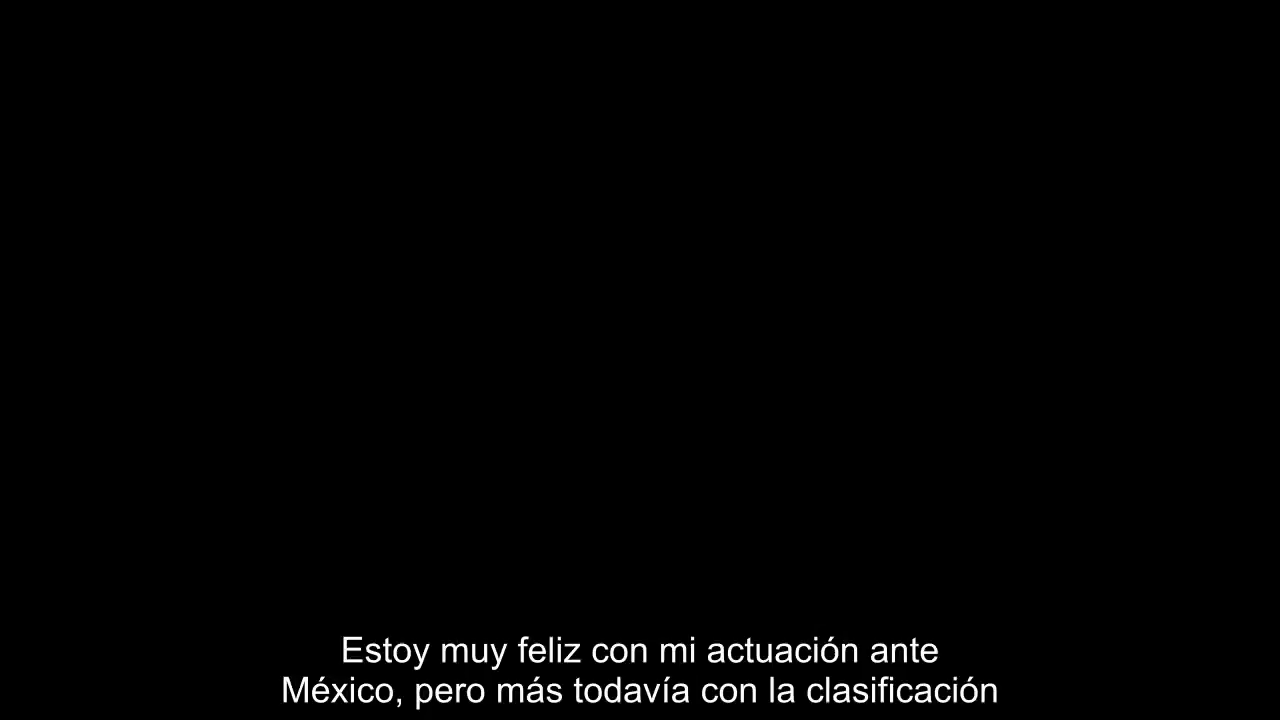 Estoy muy feliz con mi actuación ante
México, pero más todavía con la clasificación